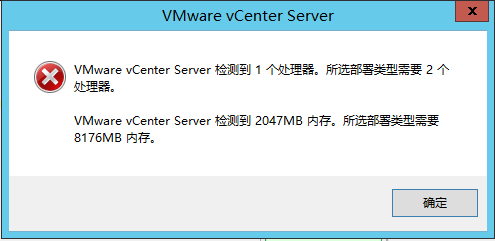 VMware vCenter Server
x
VMware vCenter Server 检测到 1 个处理器。所选部署类型需要 2 个
处理器。
VMware vCenter Server 检测到 2047MB 内存。所选部署类型需要
8176MB 内存。
确定